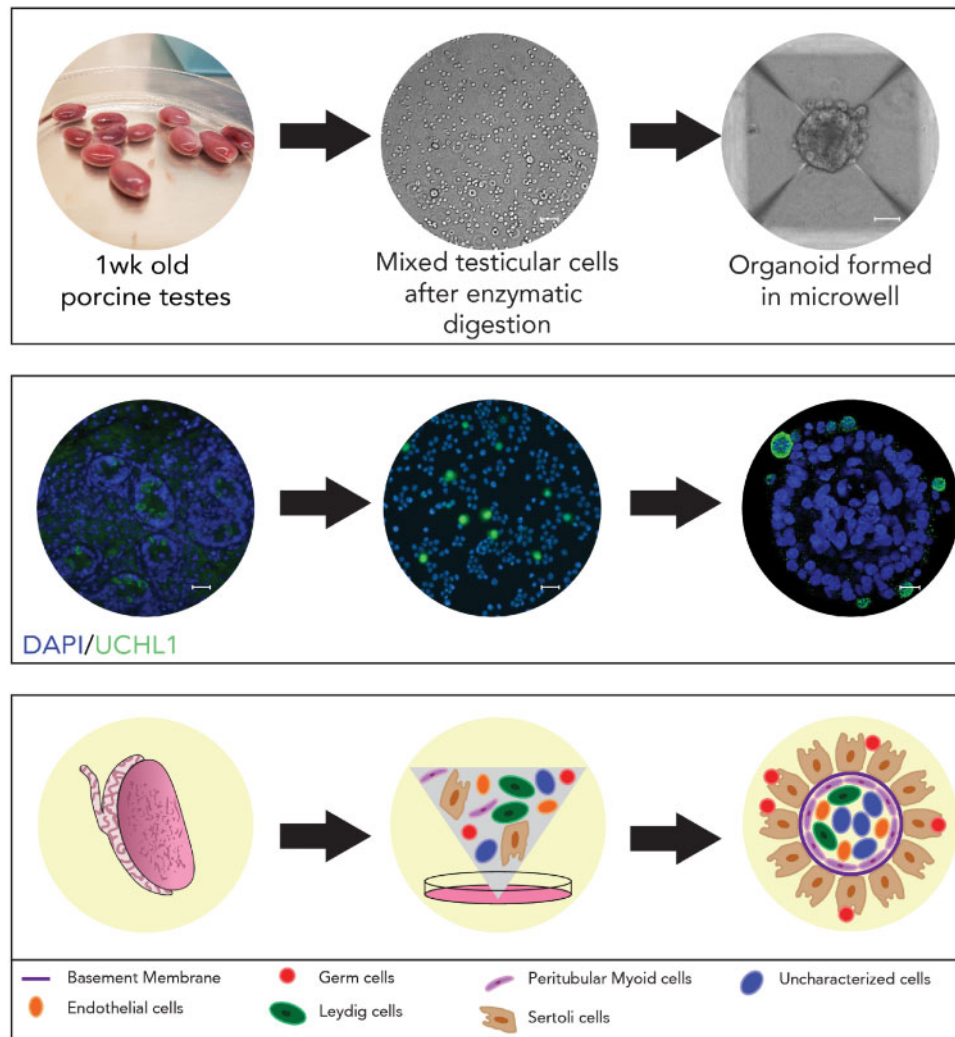 1wk old
porcine testes
Mixed testicular cells
after enzymatic
digestion
Organoid formed
in microwell
DAPI/UCHL1
Basement Membrane
Germ cells
Peritubular Myoid cells
Uncharacterized cells
Endothelial cells
Leydig cells
Sertoli cells